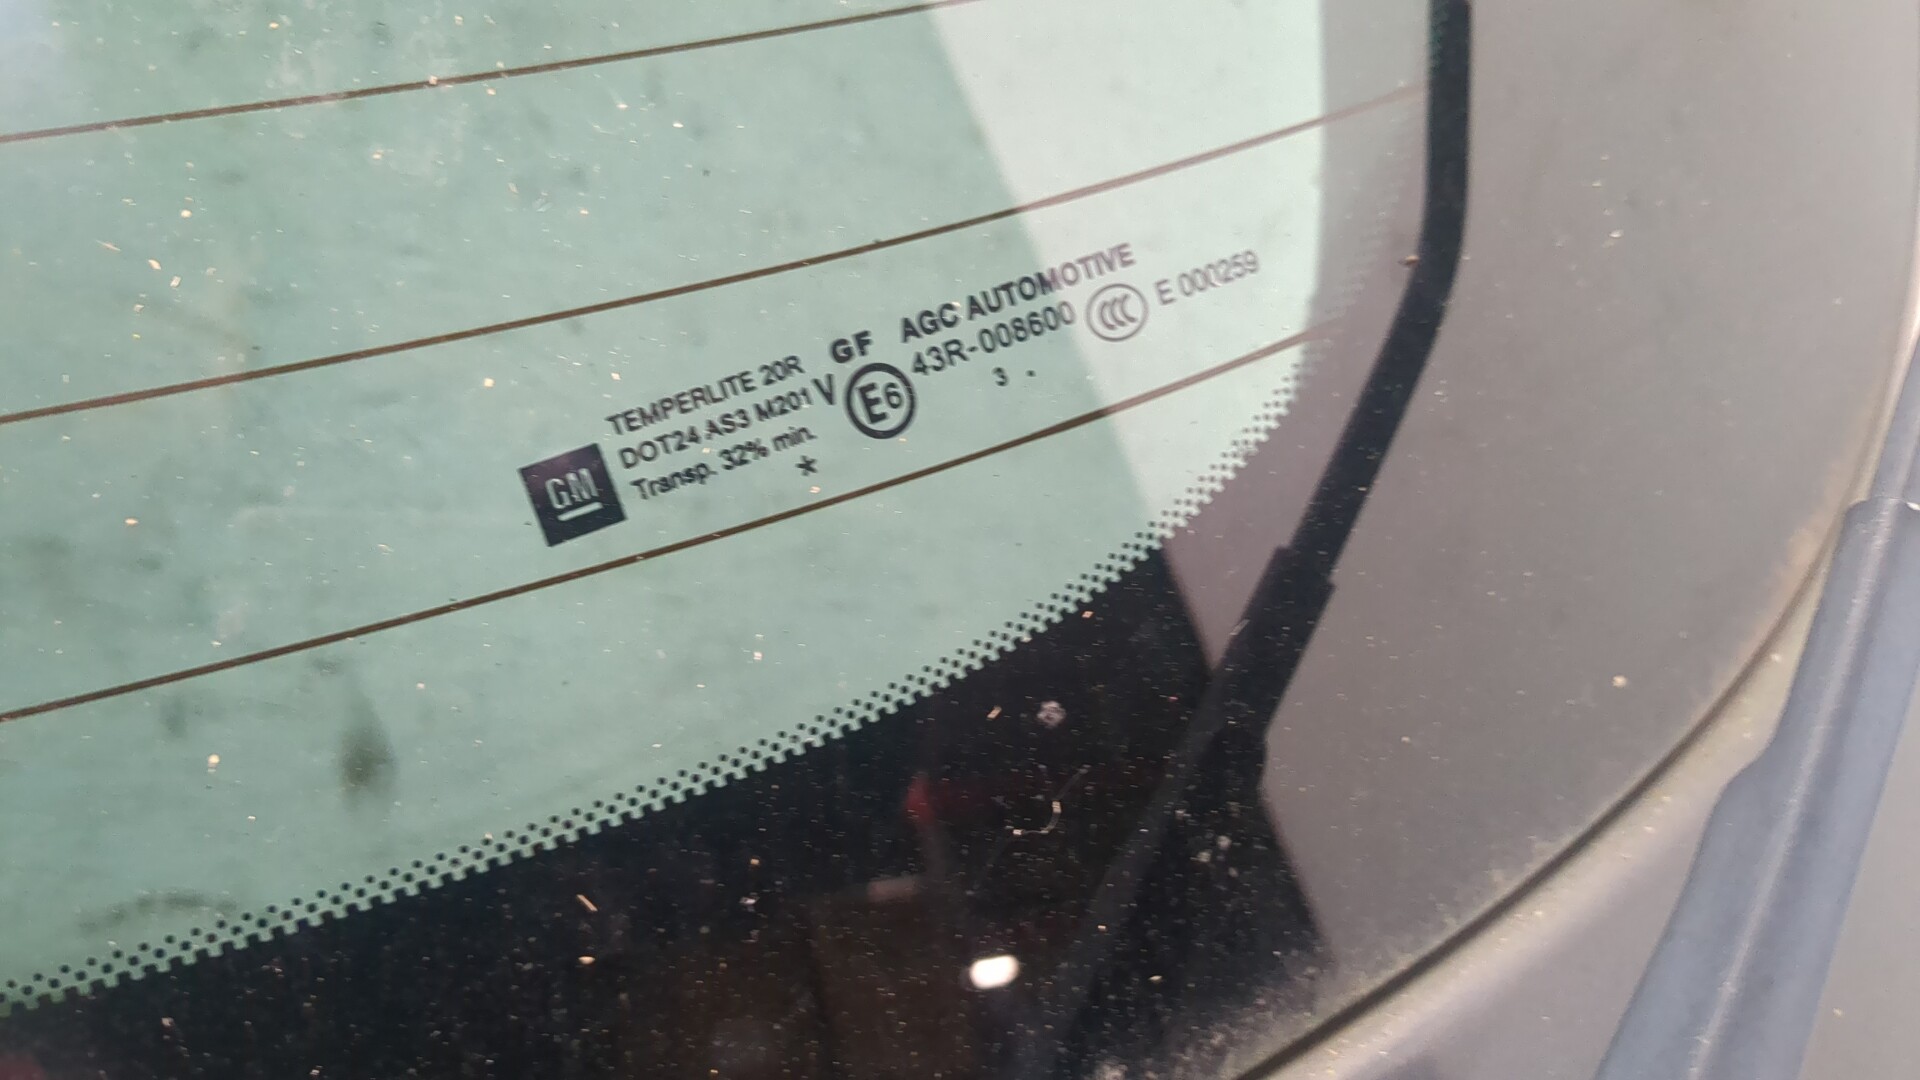 GM
TEMPERLITE 20R GF AGC AUTOMOTIVE
DOT24 AS3 M201 V E6 43R-008600 CCC E 000259
Transp. 32% min. 3 .
*